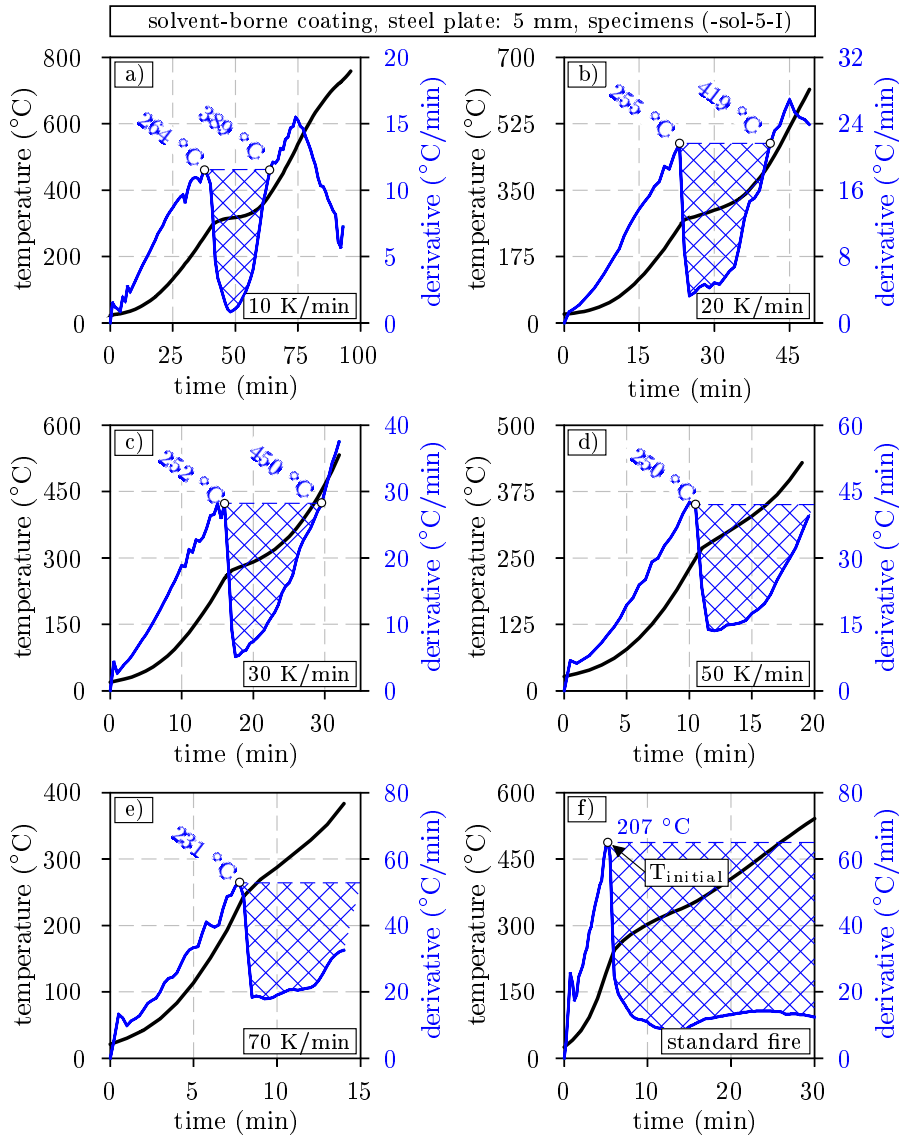 solvent-borne coating, steel plate: 5 mm, specimens (-sol-5-I)
a)
temperature (°C)
800
600
400
200
0
264 °C
389 °C
20
15
10
5
0
derivative (°C/min)
10 K/min
0
25
50
75
100
time (min)
b)
temperature (°C)
700
525
350
175
0
255 °C
419 °C
32
24
16
8
0
derivative (°C/min)
20 K/min
0
15
30
45
time (min)
c)
temperature (°C)
600
450
300
150
0
252 °C
450 °C
40
30
20
10
0
derivative (°C/min)
30 K/min
0
10
20
30
time (min)
d)
temperature (°C)
500
375
250
125
0
250 °C
60
45
30
15
0
derivative (°C/min)
50 K/min
0
5
10
15
20
time (min)
e)
temperature (°C)
400
300
200
100
0
231 °C
80
60
40
20
0
derivative (°C/min)
70 K/min
0
5
10
15
time (min)
f)
temperature (°C)
600
450
300
150
0
207 °C
Tinitial
80
60
40
20
0
derivative (°C/min)
standard fire
0
10
20
30
time (min)